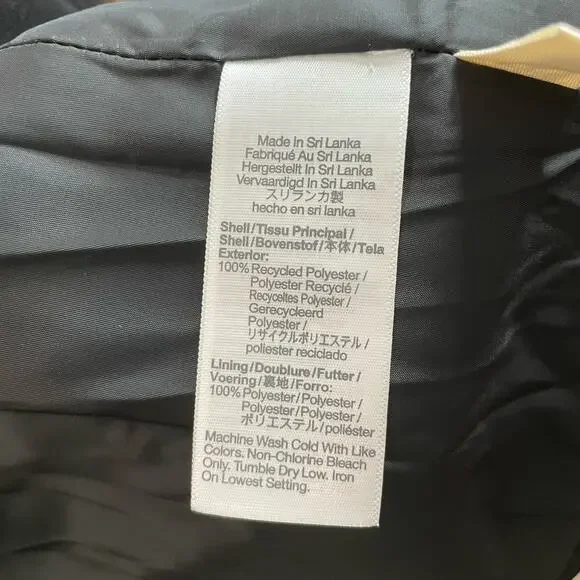 Made In Sri Lanka
Fabriqué Au Sri Lanka
Hergestellt In Sri Lanka
Vervaardigd In Sri Lanka
スリランカ製
hecho en sri lanka
Shell/Tissu Principal/
Shell/Bovenstof/本体/Tela
Exterior:
100% Recycled Polyester/
Polyester Recyclé/
Recyceltes Polyester/
Gerecycleerd
Polyester/
リサイクルポリエステル/
poliester reciclado
Lining/Doublure/Futter/
Voering/裏地/Forro:
100% Polyester/Polyester/
Polyester/Polyester/
ポリエステル/poliéster
Machine Wash Cold With Like
Colors. Non-Chlorine Bleach
Only. Tumble Dry Low. Iron
On Lowest Setting.